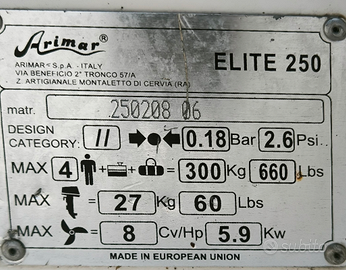 Arimar®
ARIMAR S.p.A. - ITALY
VIA BENEFICIO 2° TRONCO 57/A
Z. ARTIGIANALE MONTALETTO DI CERVIA (RA)
ELITE 250
matr. 250208 06
DESIGN CATEGORY: // 0.18 Bar 2.6 Psi..
MAX 4 + + = 300 Kg 660 Lbs
MAX = 27 Kg 60 Lbs
MAX = 8 Cv/Hp 5.9 Kw
MADE IN EUROPEAN UNION
subito